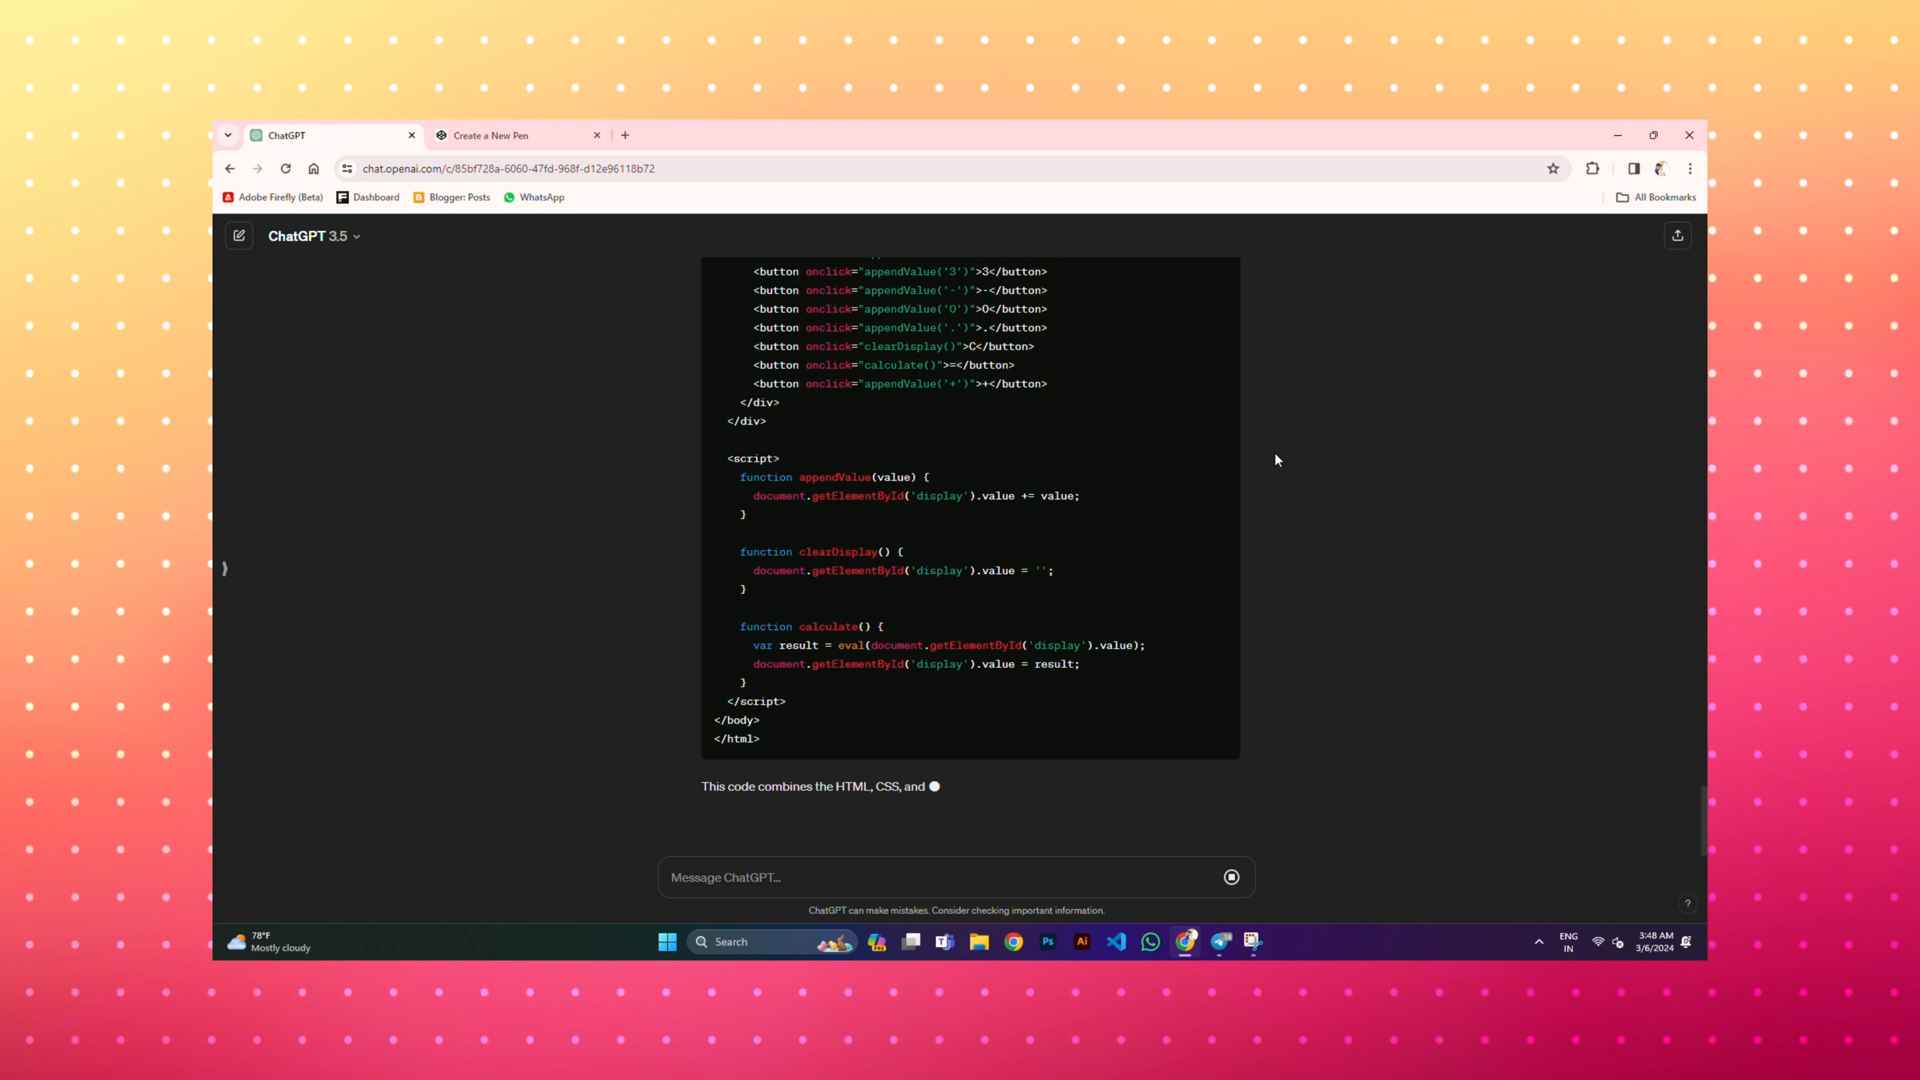 ChatGPT
Create a New Pen
chat.openai.com/c/85bf728a-6060-47fd-968f-d12e96118b72
Adobe Firefly (Beta)
Dashboard
Blogger: Posts
WhatsApp
All Bookmarks
ChatGPT 3.5
<button onclick="appendValue('3')">3</button>
<button onclick="appendValue('-')">-</button>
<button onclick="appendValue('0')">0</button>
<button onclick="appendValue('.')">.</button>
<button onclick="clearDisplay()">C</button>
<button onclick="calculate()">=</button>
<button onclick="appendValue('+')">+</button>
</div>
</div>
<script>
function appendValue(value) {
document.getElementById('display').value += value;
}
function clearDisplay() {
document.getElementById('display').value = '';
}
function calculate() {
var result = eval(document.getElementById('display').value);
document.getElementById('display').value = result;
}
</script>
</body>
</html>
This code combines the HTML, CSS, and
Message ChatGPT...
ChatGPT can make mistakes. Consider checking important information.
?
78°F
Mostly cloudy
Search
Ps
Ai
ENG
IN
3:48 AM
3/6/2024